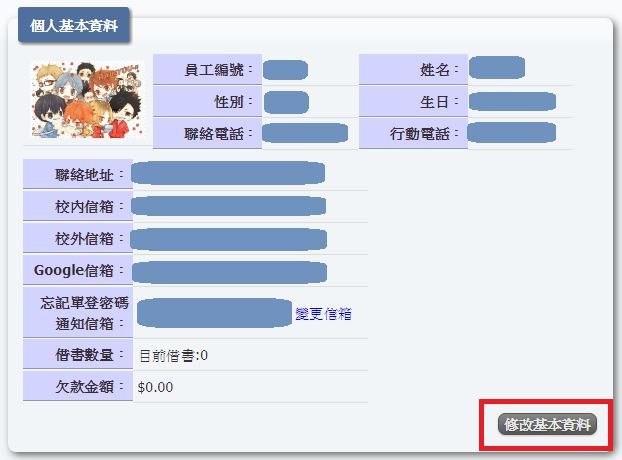 個人基本資料
員工編號： 姓名：
性別： 生日：
聯絡電話： 行動電話：
聯絡地址：
校內信箱：
校外信箱：
Google信箱：
忘記單登密碼
通知信箱： 變更信箱
借書數量： 目前借書:0
欠款金額： $0.00
修改基本資料